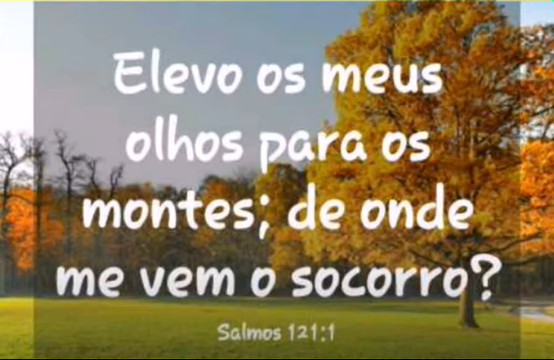 Elevo os meus
olhos para os
montes; de onde
me vem o socorro?
Salmos 121:1